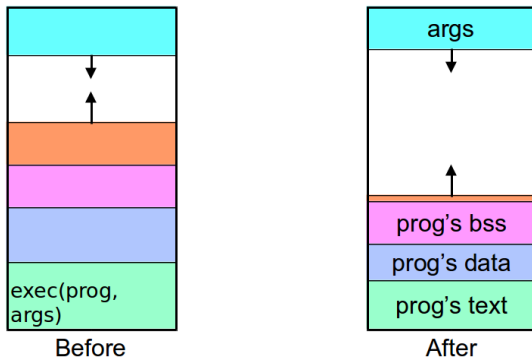 exec(prog,
args)
Before
args
prog's bss
prog's data
prog's text
After